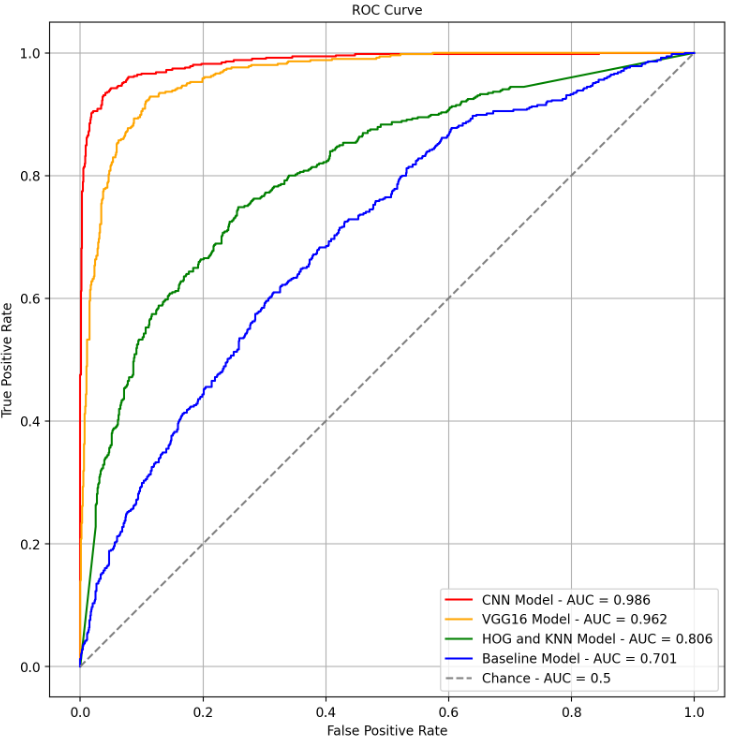 ROC Curve
1.0
0.8
0.6
0.4
0.2
0.0
True Positive Rate
0.0 0.2 0.4 0.6 0.8 1.0
False Positive Rate
CNN Model - AUC = 0.986
VGG16 Model - AUC = 0.962
HOG and KNN Model - AUC = 0.806
Baseline Model - AUC = 0.701
Chance - AUC = 0.5